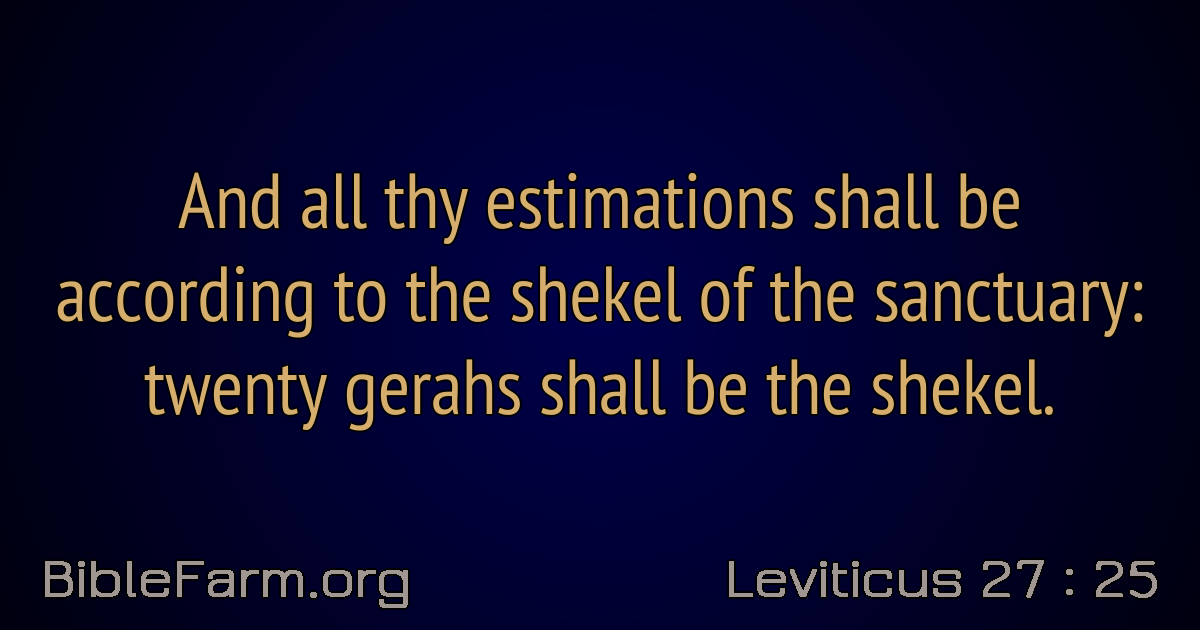 And all thy estimations shall be
according to the shekel of the sanctuary:
twenty gerahs shall be the shekel.
BibleFarm.org
Leviticus 27 : 25